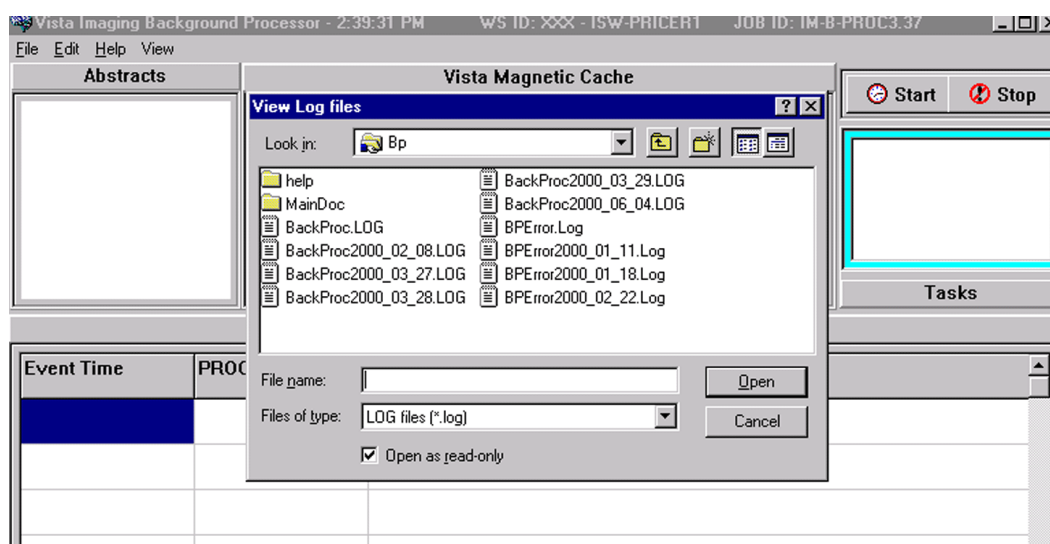 Vista Imaging Background Processor - 2:39:31 PM WS ID: XXX - ISW-PRICER1 JOB ID: IM-B-PROC3.37
File Edit Help View
Abstracts
Vista Magnetic Cache
Start Stop
View Log files
Look in: Bp
help
MainDoc
BackProc.LOG
BackProc2000_02_08.LOG
BackProc2000_03_27.LOG
BackProc2000_03_28.LOG
BackProc2000_03_29.LOG
BackProc2000_06_04.LOG
BPError.Log
BPError2000_01_11.Log
BPError2000_01_18.Log
BPError2000_02_22.Log
Tasks
File name: Open
Files of type: LOG files (*.log) Cancel
Open as read-only
Event Time PROC